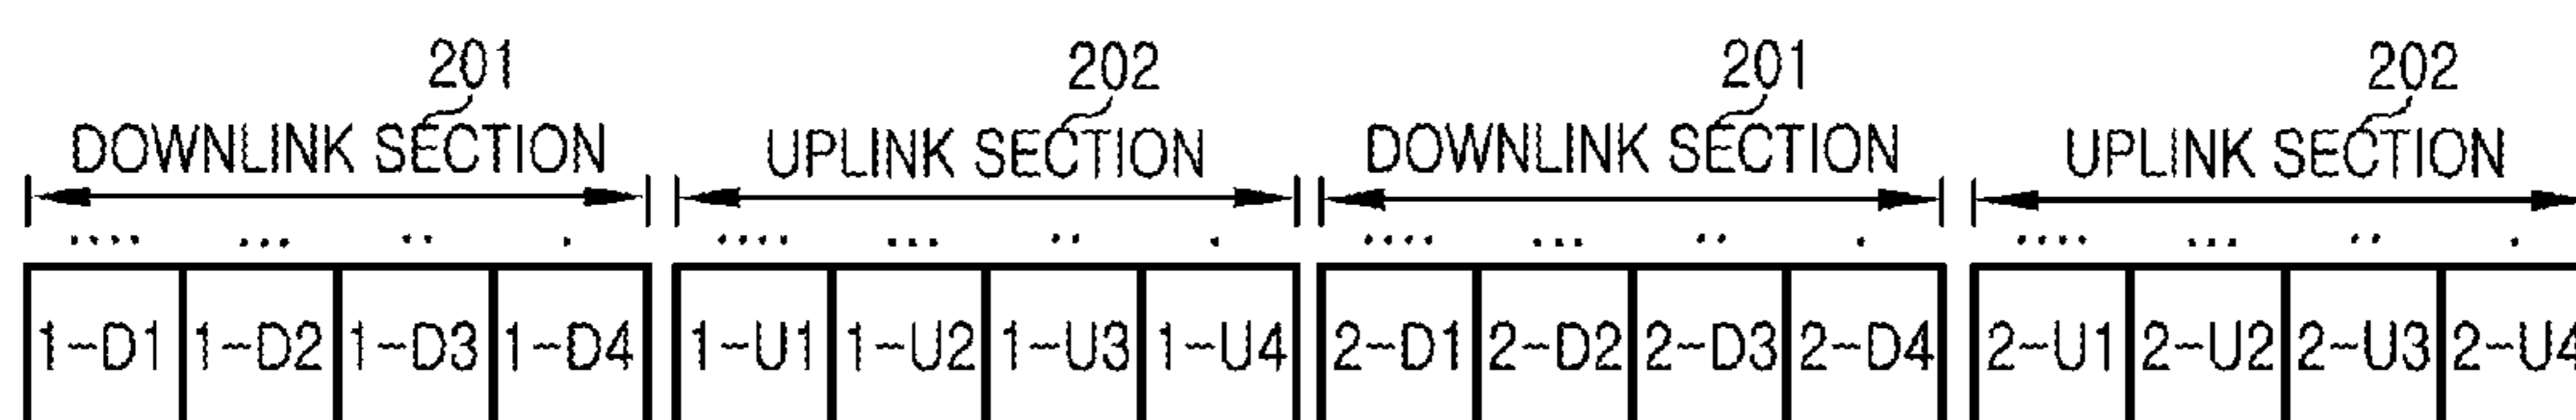 201 202 201 202
DOWNLINK SECTION UPLINK SECTION DOWNLINK SECTION UPLINK SECTION
1-D1 1-D2 1-D3 1-D4 1-U1 1-U2 1-U3 1-U4 2-D1 2-D2 2-D3 2-D4 2-U1 2-U2 2-U3 2-U4